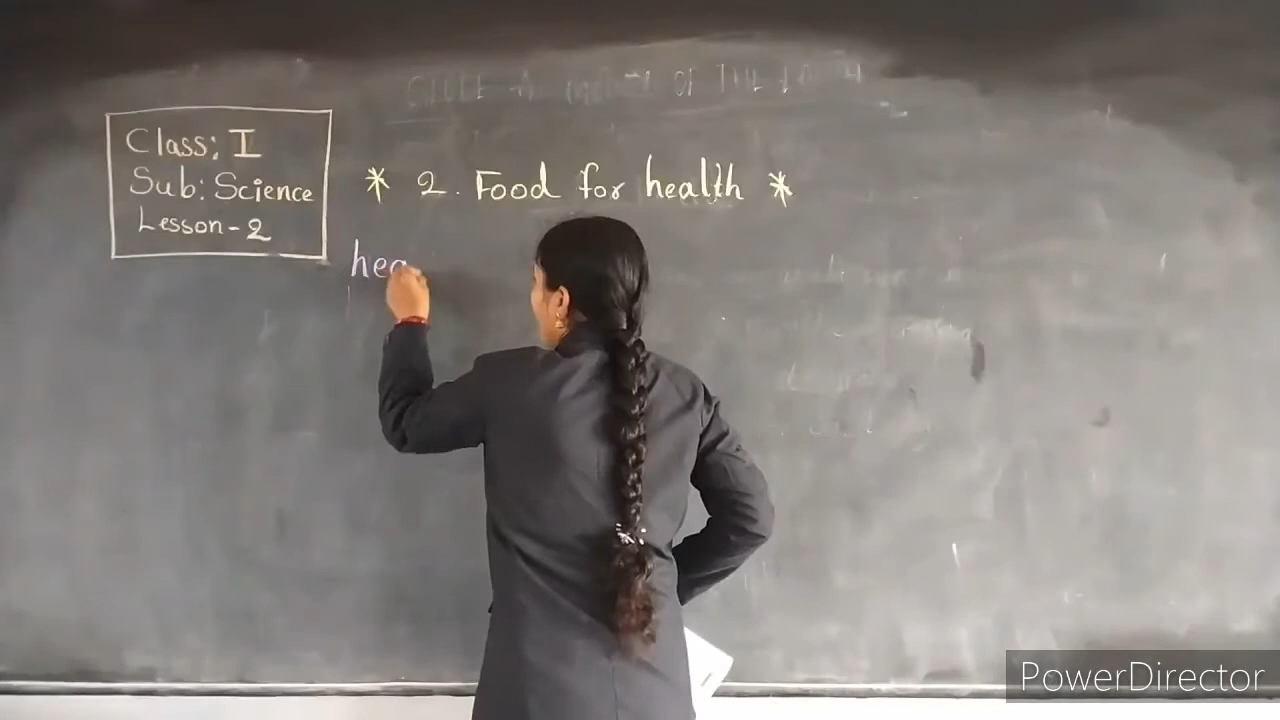 Class: I
Sub: Science
Lesson - 2
* 2. Food for health *
hea
PowerDirector